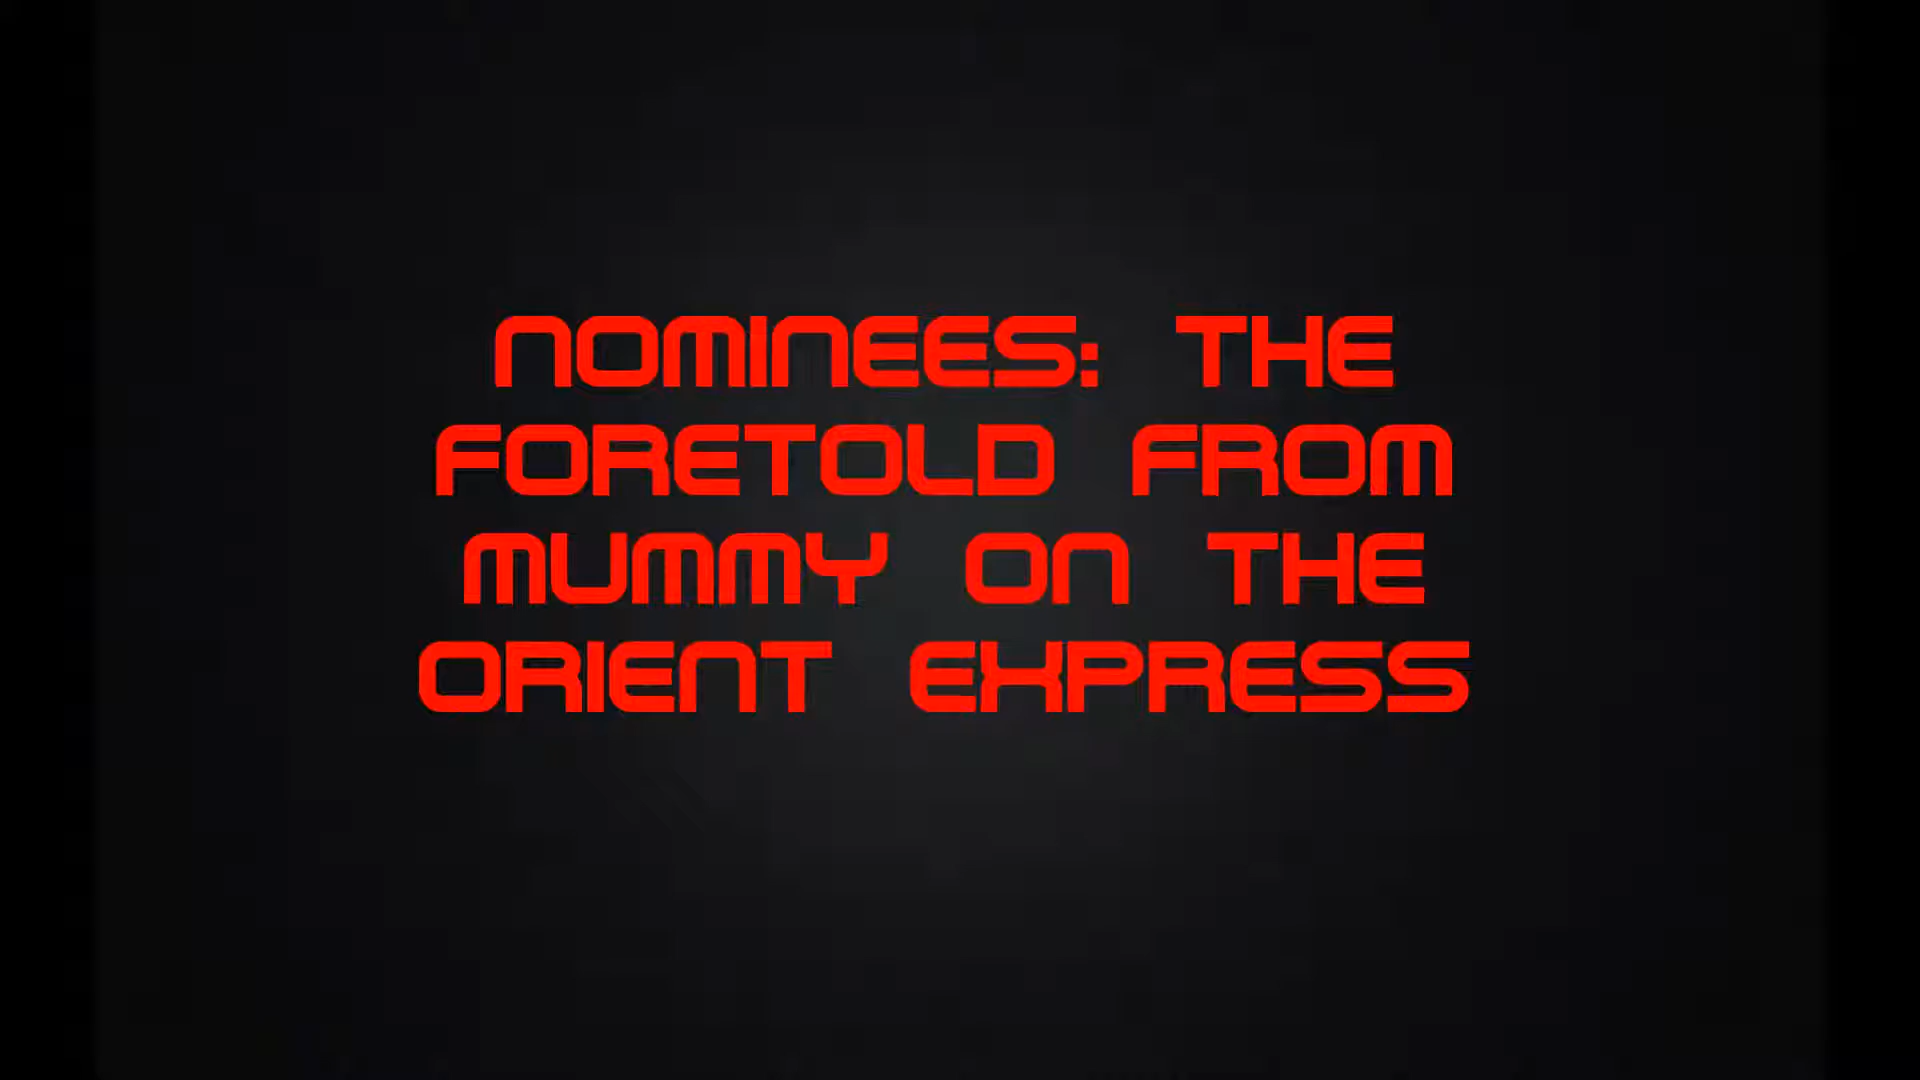 NOMINEES: THE
FORETOLD FROM
MUMMY ON THE
ORIENT EXPRESS